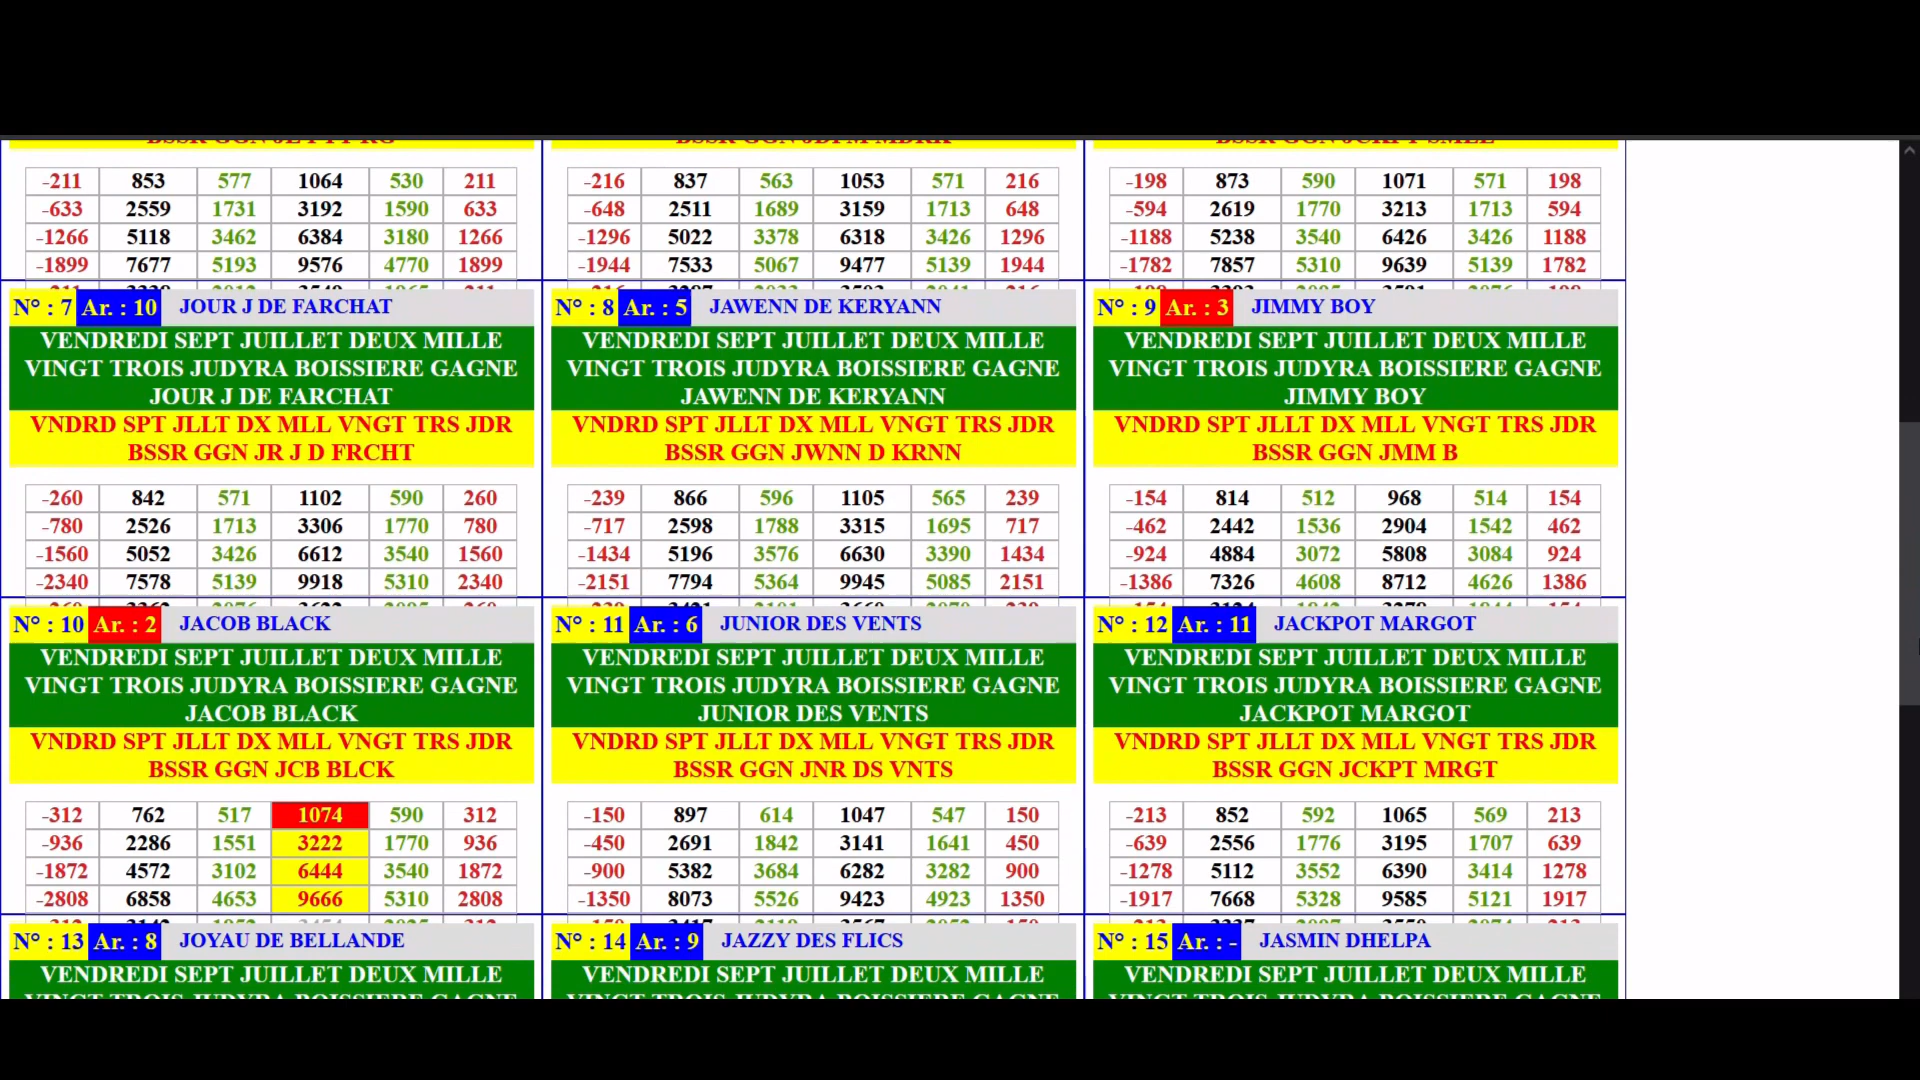 -211 853 577 1064 530 211
-633 2559 1731 3192 1590 633
-1266 5118 3462 6384 3180 1266
-1899 7677 5193 9576 4770 1899
-216 837 563 1053 571 216
-648 2511 1689 3159 1713 648
-1296 5022 3378 6318 3426 1296
-1944 7533 5067 9477 5139 1944
-198 873 590 1071 571 198
-594 2619 1770 3213 1713 594
-1188 5238 3540 6426 3426 1188
-1782 7857 5310 9639 5139 1782
N° : 7 Ar. : 10 JOUR J DE FARCHAT
VENDREDI SEPT JUILLET DEUX MILLE
VINGT TROIS JUDYRA BOISSIERE GAGNE
JOUR J DE FARCHAT
VNDRD SPT JLLT DX MLL VNGT TRS JDR
BSSR GGN JR J D FRCHT
-260 842 571 1102 590 260
-780 2526 1713 3306 1770 780
-1560 5052 3426 6612 3540 1560
-2340 7578 5139 9918 5310 2340
N° : 8 Ar. : 5 JAWENN DE KERYANN
VENDREDI SEPT JUILLET DEUX MILLE
VINGT TROIS JUDYRA BOISSIERE GAGNE
JAWENN DE KERYANN
VNDRD SPT JLLT DX MLL VNGT TRS JDR
BSSR GGN JWNN D KRNN
-239 866 596 1105 565 239
-717 2598 1788 3315 1695 717
-1434 5196 3576 6630 3390 1434
-2151 7794 5364 9945 5085 2151
N° : 9 Ar. : 3 JIMMY BOY
VENDREDI SEPT JUILLET DEUX MILLE
VINGT TROIS JUDYRA BOISSIERE GAGNE
JIMMY BOY
VNDRD SPT JLLT DX MLL VNGT TRS JDR
BSSR GGN JMM B
-154 814 512 968 514 154
-462 2442 1536 2904 1542 462
-924 4884 3072 5808 3084 924
-1386 7326 4608 8712 4626 1386
N° : 10 Ar. : 2 JACOB BLACK
VENDREDI SEPT JUILLET DEUX MILLE
VINGT TROIS JUDYRA BOISSIERE GAGNE
JACOB BLACK
VNDRD SPT JLLT DX MLL VNGT TRS JDR
BSSR GGN JCB BLCK
-312 762 517 1074 590 312
-936 2286 1551 3222 1770 936
-1872 4572 3102 6444 3540 1872
-2808 6858 4653 9666 5310 2808
N° : 11 Ar. : 6 JUNIOR DES VENTS
VENDREDI SEPT JUILLET DEUX MILLE
VINGT TROIS JUDYRA BOISSIERE GAGNE
JUNIOR DES VENTS
VNDRD SPT JLLT DX MLL VNGT TRS JDR
BSSR GGN JNR DS VNTS
-150 897 614 1047 547 150
-450 2691 1842 3141 1641 450
-900 5382 3684 6282 3282 900
-1350 8073 5526 9423 4923 1350
N° : 12 Ar. : 11 JACKPOT MARGOT
VENDREDI SEPT JUILLET DEUX MILLE
VINGT TROIS JUDYRA BOISSIERE GAGNE
JACKPOT MARGOT
VNDRD SPT JLLT DX MLL VNGT TRS JDR
BSSR GGN JCKPT MRGT
-213 852 592 1065 569 213
-639 2556 1776 3195 1707 639
-1278 5112 3552 6390 3414 1278
-1917 7668 5328 9585 5121 1917
N° : 13 Ar. : 8 JOYAU DE BELLANDE
VENDREDI SEPT JUILLET DEUX MILLE
N° : 14 Ar. : 9 JAZZY DES FLICS
VENDREDI SEPT JUILLET DEUX MILLE
N° : 15 Ar. : - JASMIN DHELPA
VENDREDI SEPT JUILLET DEUX MILLE